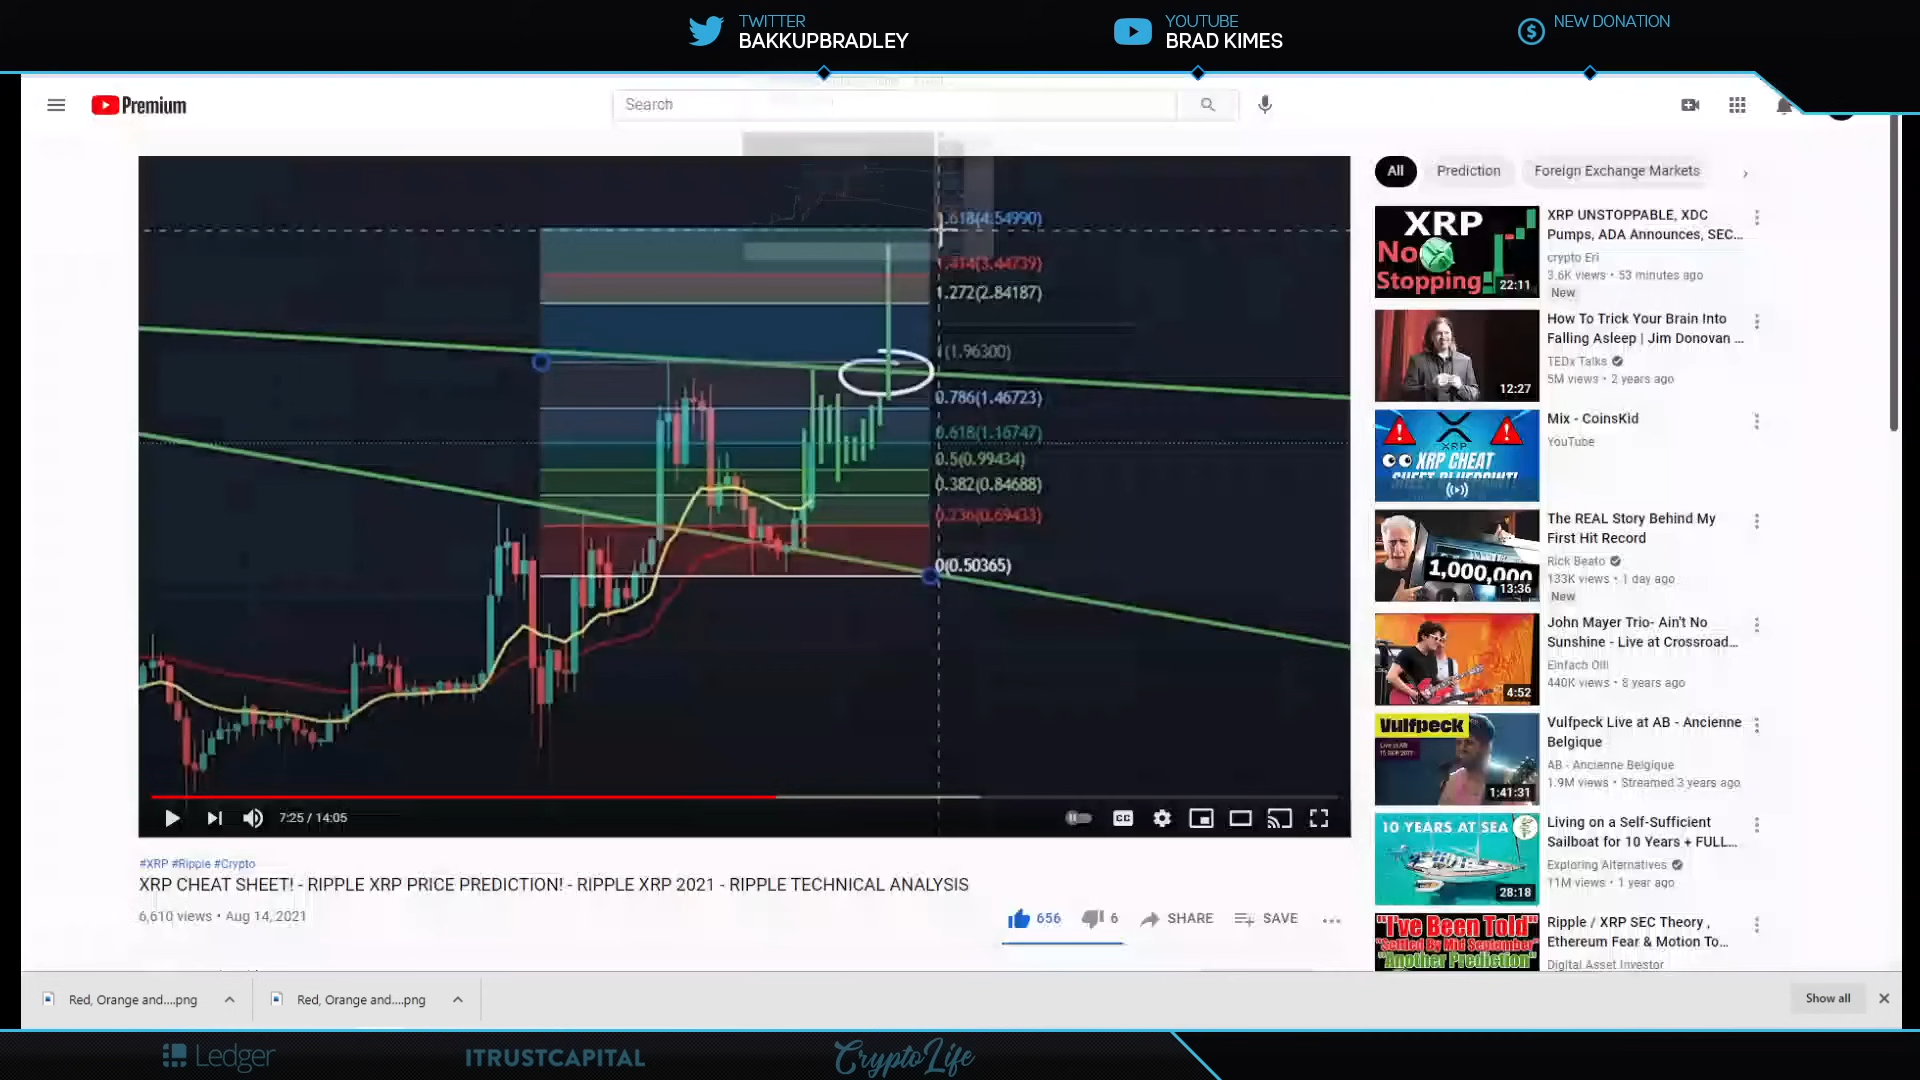 TWITTER
BAKKUPBRADLEY
YOUTUBE
BRAD KIMES
NEW DONATION
Premium
Search
1.618(4.54990)
1.414(3.44739)
1.272(2.84187)
1(1.96300)
0.786(1.46723)
0.618(1.16747)
0.5(0.99434)
0.382(0.84688)
0.236(0.69433)
0(0.50365)
7:25 / 14:05
CC
#XRP #Ripple #Crypto
XRP CHEAT SHEET! - RIPPLE XRP PRICE PREDICTION! - RIPPLE XRP 2021 - RIPPLE TECHNICAL ANALYSIS
6,610 views • Aug 14, 2021
656
6
SHARE
SAVE
All
Prediction
Foreign Exchange Markets
XRP
No
Stopping!
22:11
XRP UNSTOPPABLE, XDC
Pumps, ADA Announces, SEC...
crypto Eri
3.6K views • 53 minutes ago
New
12:27
How To Trick Your Brain Into
Falling Asleep | Jim Donovan ...
TEDx Talks
5M views • 2 years ago
XRP
XRP CHEAT
SHEET BLUEPRINT!
Mix - CoinsKid
YouTube
1,000,000
13:36
The REAL Story Behind My
First Hit Record
Rick Beato
133K views • 1 day ago
New
4:52
John Mayer Trio- Ain't No
Sunshine - Live at Crossroad...
Einfach Olli
440K views • 8 years ago
Vulfpeck
Live at AB
1:41:31
Vulfpeck Live at AB - Ancienne
Belgique
AB - Ancienne Belgique
1.9M views • Streamed 3 years ago
10 YEARS AT SEA
28:18
Living on a Self-Sufficient
Sailboat for 10 Years + FULL...
Exploring Alternatives
11M views • 1 year ago
"I've Been Told"
"Settled By Mid September"
"Another Prediction"
Ripple / XRP SEC Theory ,
Ethereum Fear & Motion To...
Digital Asset Investor
Red, Orange and....png
Red, Orange and....png
Show all
Ledger
ITRUSTCAPITAL
CryptoLife